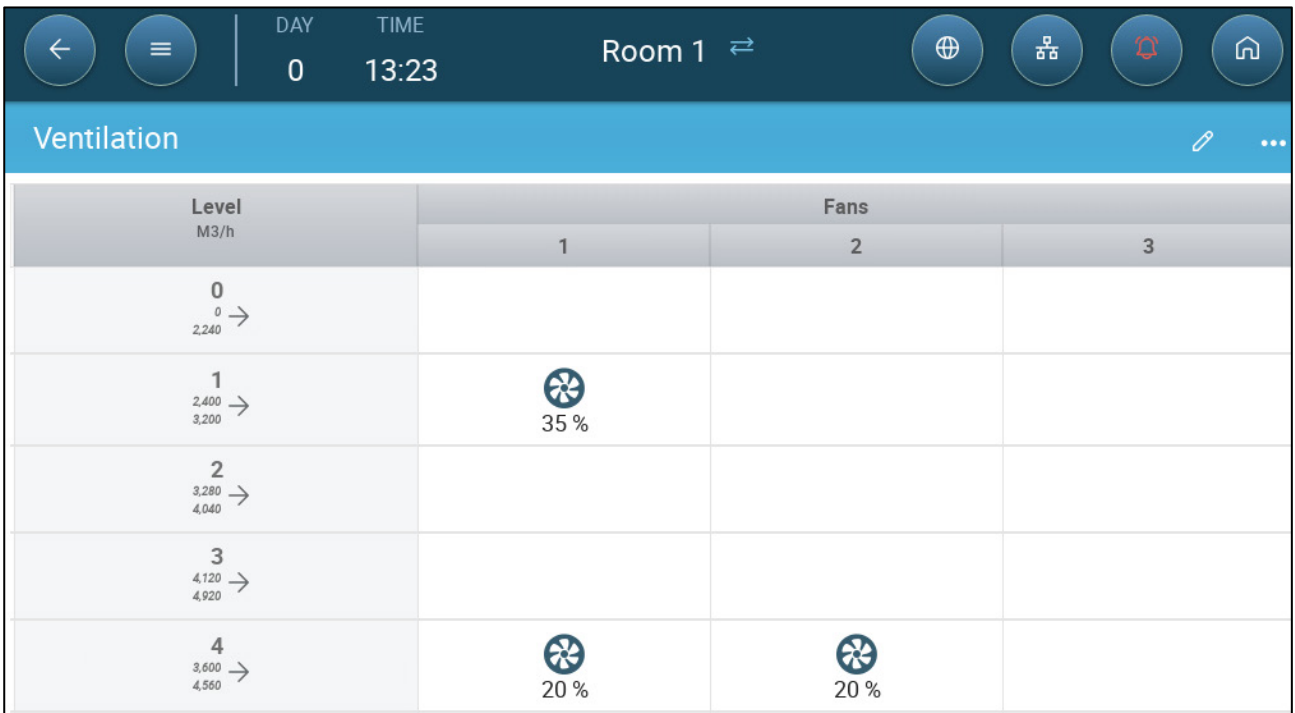 DAY TIME
0 13:23
Room 1
Ventilation
Level Fans
M3/h
1 2 3
0
0
2,240
1
2,400
3,200
35 %
2
3,280
4,040
3
4,120
4,920
4
3,600
4,560
20 % 20 %